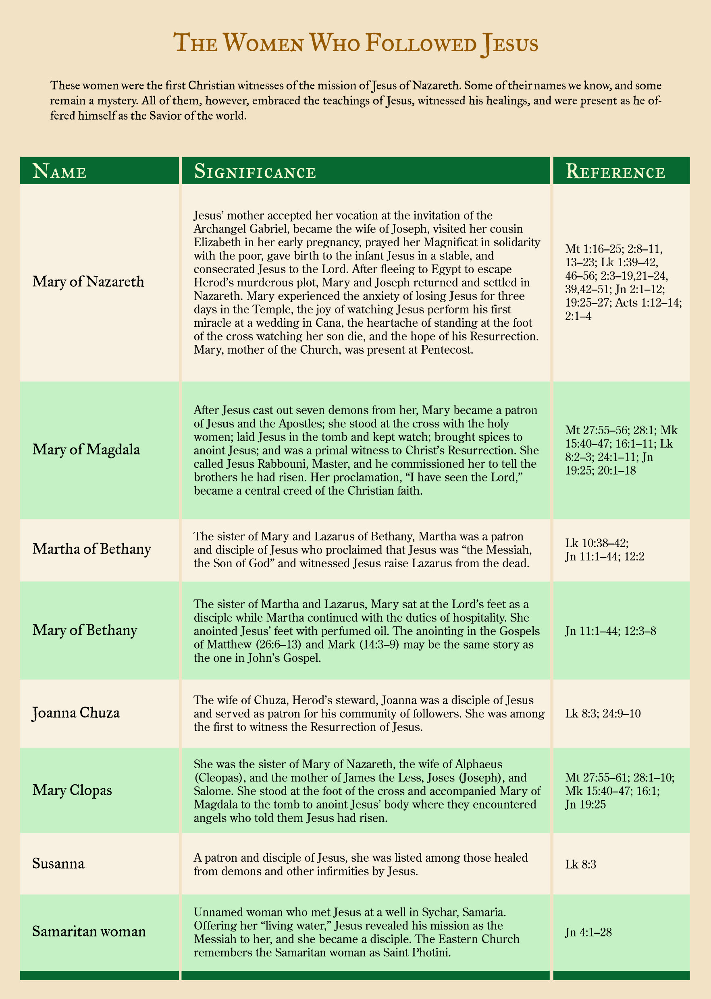 The Women Who Followed Jesus
These women were the first Christian witnesses of the mission of Jesus of Nazareth. Some of their names we know, and some
remain a mystery. All of them, however, embraced the teachings of Jesus, witnessed his healings, and were present as he of-
fered himself as the Savior of the world.
Name
Significance
Reference
Mary of Nazareth
Jesus’ mother accepted her vocation at the invitation of the
Archangel Gabriel, became the wife of Joseph, visited her cousin
Elizabeth in her early pregnancy, prayed her Magnificat in solidarity
with the poor, gave birth to the infant Jesus in a stable, and
consecrated Jesus to the Lord. After fleeing to Egypt to escape
Herod’s murderous plot, Mary and Joseph returned and settled in
Nazareth. Mary experienced the anxiety of losing Jesus for three
days in the Temple, the joy of watching Jesus perform his first
miracle at a wedding in Cana, the heartache of standing at the foot
of the cross watching her son die, and the hope of his Resurrection.
Mary, mother of the Church, was present at Pentecost.
Mt 1:16–25; 2:8–11,
13–23; Lk 1:39–42,
46–56; 2:3–19,21–24,
39,42–51; Jn 2:1–12;
19:25–27; Acts 1:12–14;
2:1–4
Mary of Magdala
After Jesus cast out seven demons from her, Mary became a patron
of Jesus and the Apostles; she stood at the cross with the holy
women; laid Jesus in the tomb and kept watch; brought spices to
anoint Jesus; and was a primal witness to Christ’s Resurrection. She
called Jesus Rabbouni, Master, and he commissioned her to tell the
brothers he had risen. Her proclamation, “I have seen the Lord,”
became a central creed of the Christian faith.
Mt 27:55–56; 28:1; Mk
15:40–47; 16:1–11; Lk
8:2–3; 24:1–11; Jn
19:25; 20:1–18
Martha of Bethany
The sister of Mary and Lazarus of Bethany, Martha was a patron
and disciple of Jesus who proclaimed that Jesus was “the Messiah,
the Son of God” and witnessed Jesus raise Lazarus from the dead.
Lk 10:38–42;
Jn 11:1–44; 12:2
Mary of Bethany
The sister of Martha and Lazarus, Mary sat at the Lord’s feet as a
disciple while Martha continued with the duties of hospitality. She
anointed Jesus’ feet with perfumed oil. The anointing in the Gospels
of Matthew (26:6–13) and Mark (14:3–9) may be the same story as
the one in John’s Gospel.
Jn 11:1–44; 12:3–8
Joanna Chuza
The wife of Chuza, Herod’s steward, Joanna was a disciple of Jesus
and served as patron for his community of followers. She was among
the first to witness the Resurrection of Jesus.
Lk 8:3; 24:9–10
Mary Clopas
She was the sister of Mary of Nazareth, the wife of Alphaeus
(Cleopas), and the mother of James the Less, Joses (Joseph), and
Salome. She stood at the foot of the cross and accompanied Mary of
Magdala to the tomb to anoint Jesus’ body where they encountered
angels who told them Jesus had risen.
Mt 27:55–61; 28:1–10;
Mk 15:40–47; 16:1;
Jn 19:25
Susanna
A patron and disciple of Jesus, she was listed among those healed
from demons and other infirmities by Jesus.
Lk 8:3
Samaritan woman
Unnamed woman who met Jesus at a well in Sychar, Samaria.
Offering her “living water,” Jesus revealed his mission as the
Messiah to her, and she became a disciple. The Eastern Church
remembers the Samaritan woman as Saint Photini.
Jn 4:1–28